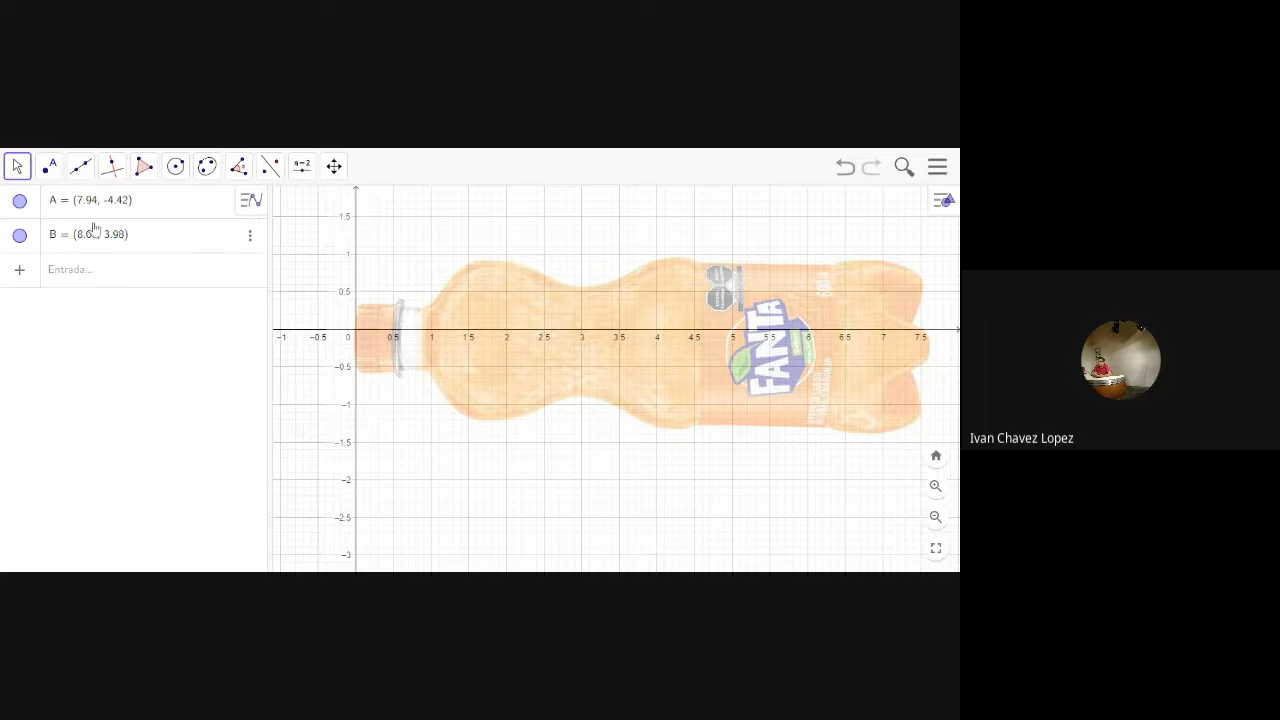 A = (7.94, -4.42)
B = (8.0 3.98)
Entrada...
a=2
1.5
1
0.5
−1 −0.5 0 0.5 1 1.5 2 2.5 3 3.5 4 4.5 5 5.5 6 6.5 7 7.5
−0.5
−1
−1.5
−2
−2.5
−3
FANTA
Ivan Chavez Lopez